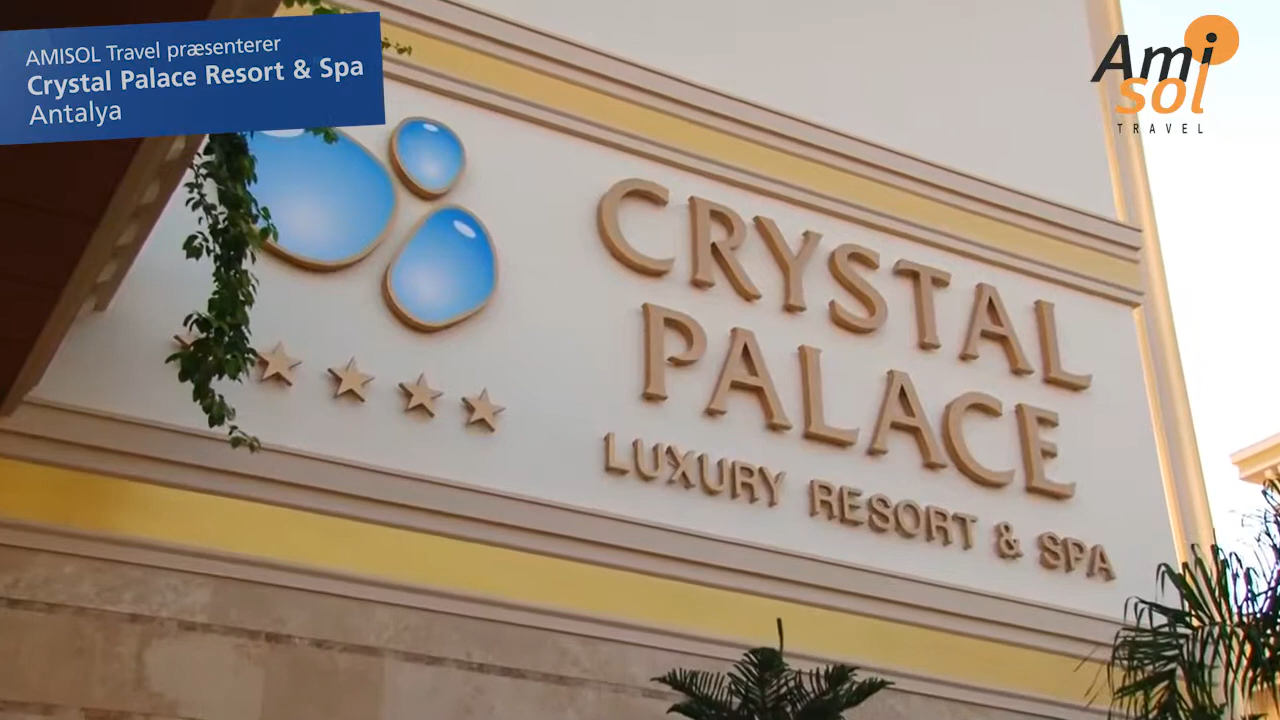 AMISOL Travel præsenterer
Crystal Palace Resort & Spa
Antalya
Ami
sol
TRAVEL
CRYSTAL
PALACE
LUXURY RESORT & SPA